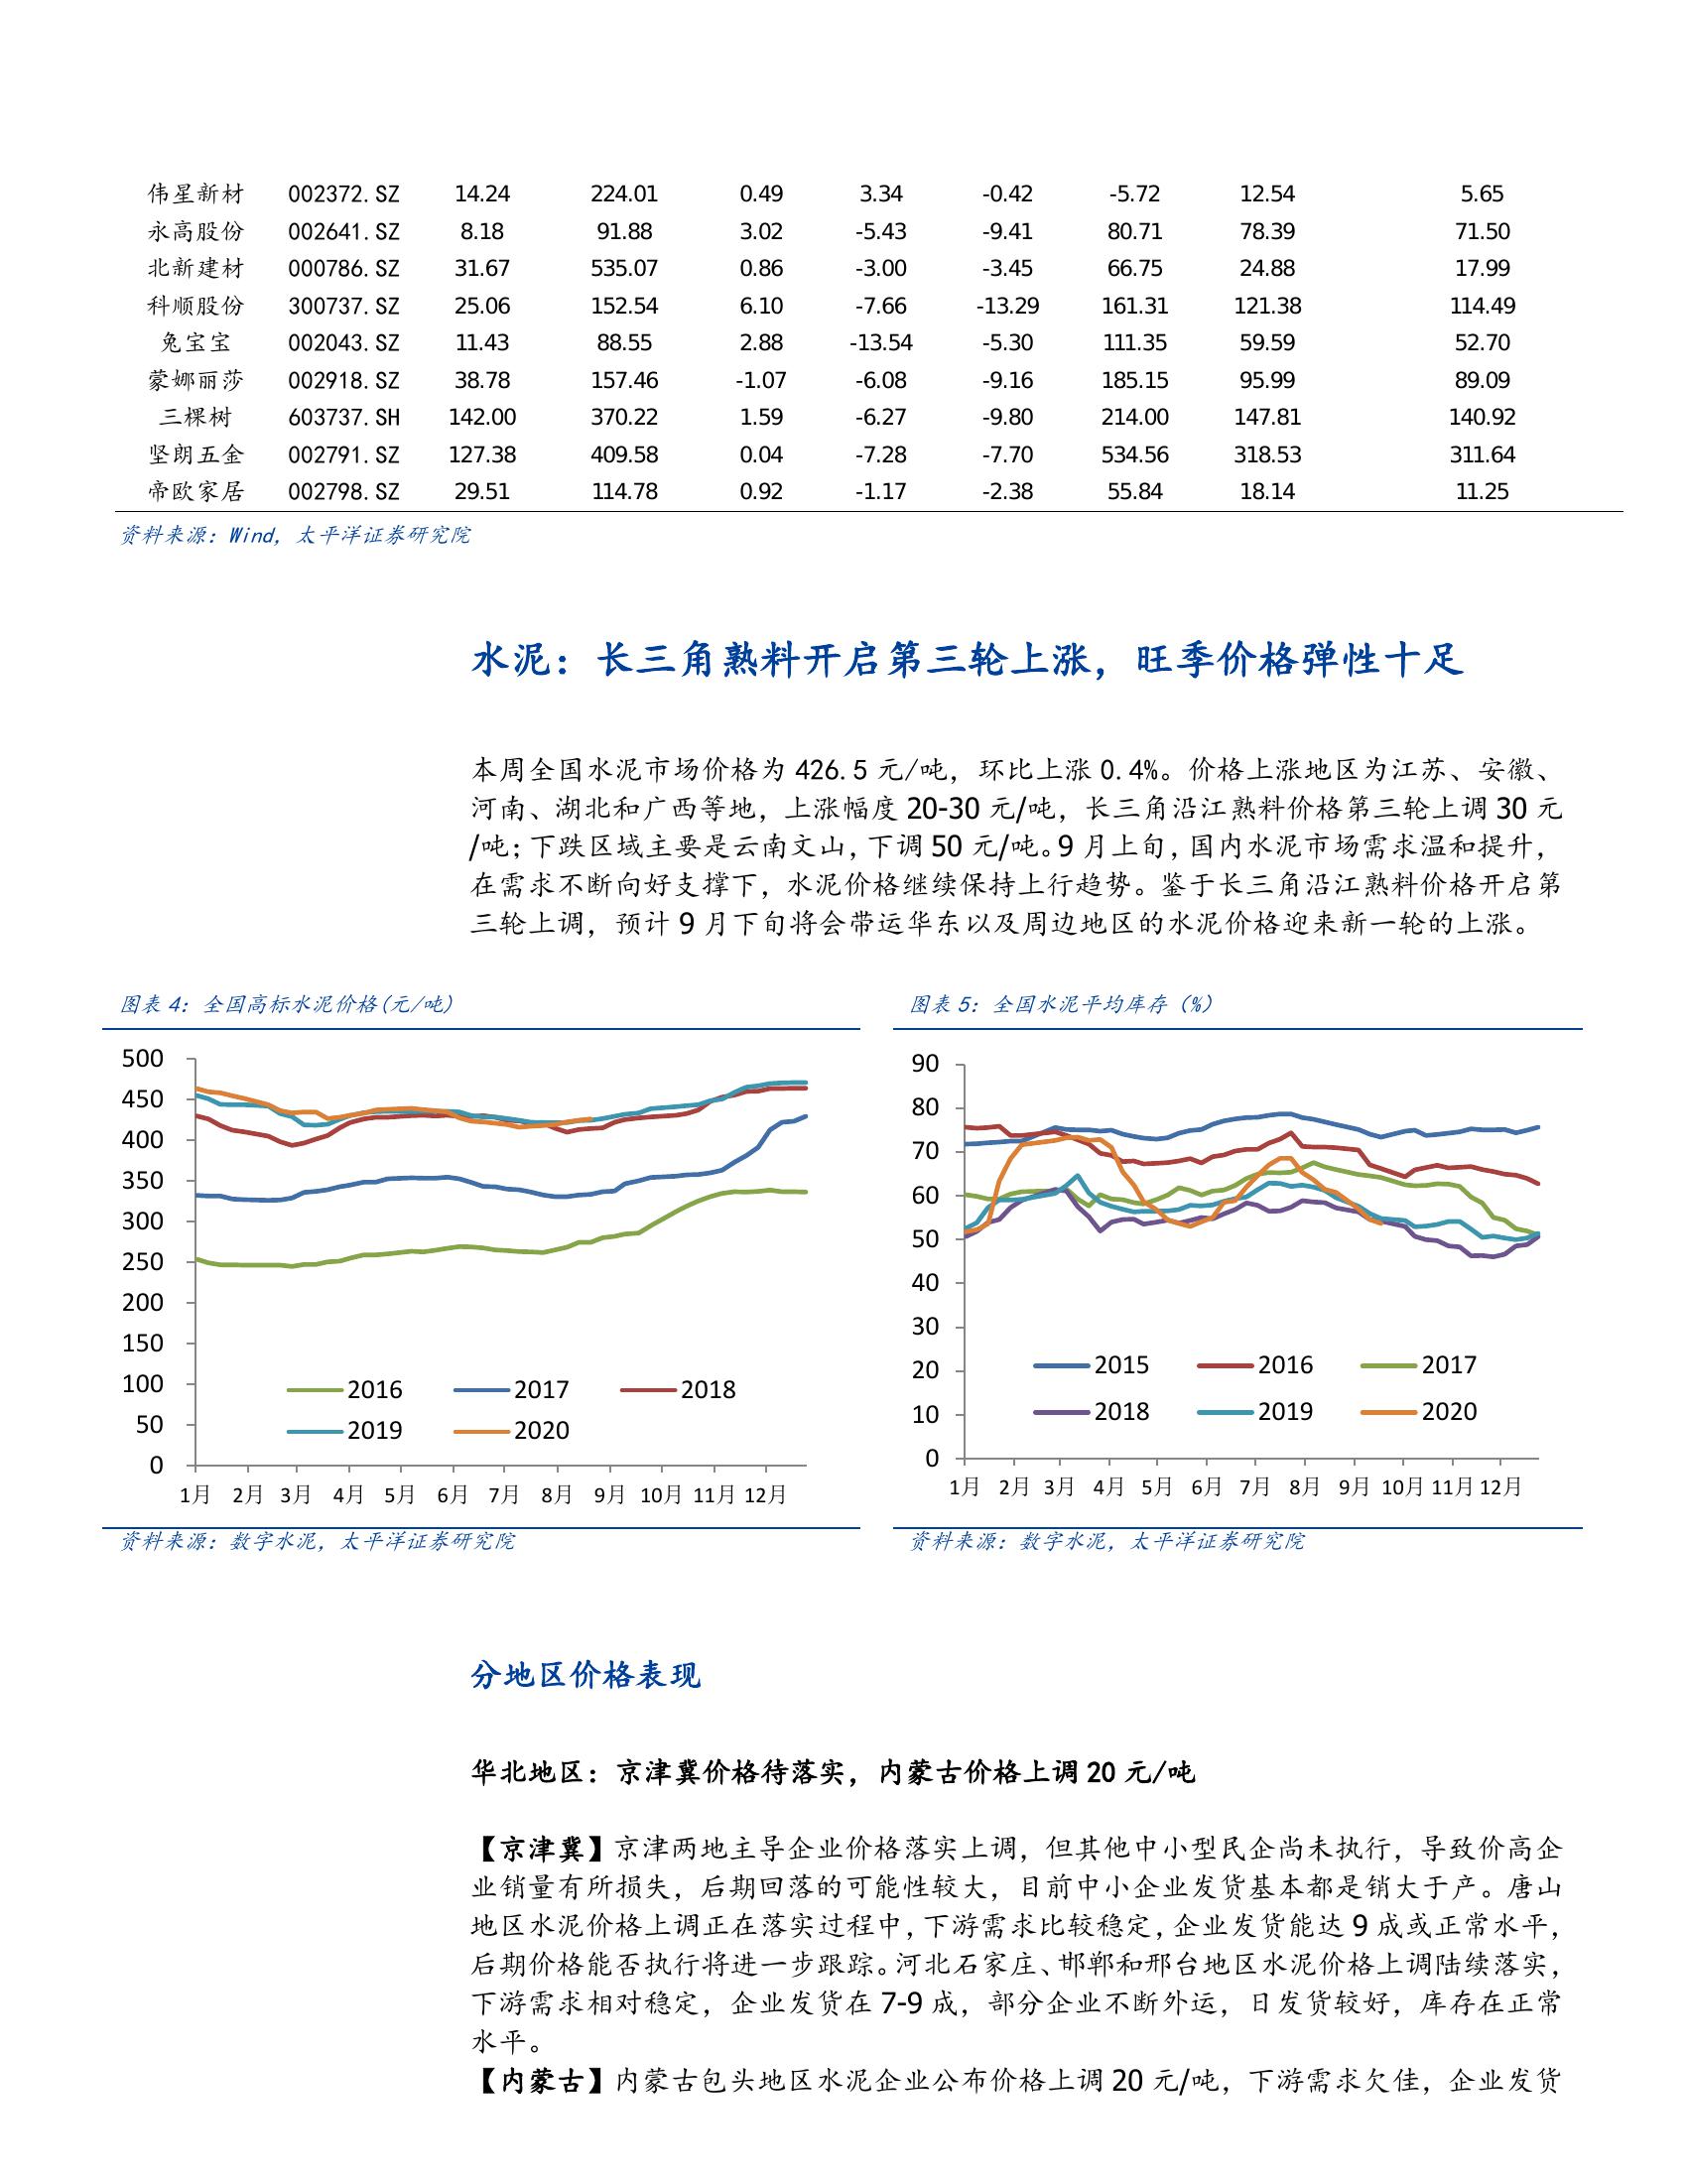 伟星新材 002372.SZ 14.24 224.01 0.49 3.34 -0.42 -5.72 12.54 5.65
永高股份 002641.SZ 8.18 91.88 3.02 -5.43 -9.41 80.71 78.39 71.50
北新建材 000786.SZ 31.67 535.07 0.86 -3.00 -3.45 66.75 24.88 17.99
科顺股份 300737.SZ 25.06 152.54 6.10 -7.66 -13.29 161.31 121.38 114.49
兔宝宝 002043.SZ 11.43 88.55 2.88 -13.54 -5.30 111.35 59.59 52.70
蒙娜丽莎 002918.SZ 38.78 157.46 -1.07 -6.08 -9.16 185.15 95.99 89.09
三棵树 603737.SH 142.00 370.22 1.59 -6.27 -9.80 214.00 147.81 140.92
坚朗五金 002791.SZ 127.38 409.58 0.04 -7.28 -7.70 534.56 318.53 311.64
帝欧家居 002798.SZ 29.51 114.78 0.92 -1.17 -2.38 55.84 18.14 11.25
资料来源：Wind，太平洋证券研究院
水泥：长三角熟料开启第三轮上涨，旺季价格弹性十足
本周全国水泥市场价格为 426.5 元/吨，环比上涨 0.4%。价格上涨地区为江苏、安徽、
河南、湖北和广西等地，上涨幅度 20-30 元/吨，长三角沿江熟料价格第三轮上调 30 元
/吨；下跌区域主要是云南文山，下调 50 元/吨。9 月上旬，国内水泥市场需求温和提升，
在需求不断向好支撑下，水泥价格继续保持上行趋势。鉴于长三角沿江熟料价格开启第
三轮上调，预计 9 月下旬将会带运华东以及周边地区的水泥价格迎来新一轮的上涨。
图表 4：全国高标水泥价格(元/吨)
500
450
400
350
300
250
200
150
100
50
0
2016 2017 2018
2019 2020
1月 2月 3月 4月 5月 6月 7月 8月 9月 10月 11月 12月
资料来源：数字水泥，太平洋证券研究院
图表 5：全国水泥平均库存（%）
90
80
70
60
50
40
30
20
10
0
2015 2016 2017
2018 2019 2020
1月 2月 3月 4月 5月 6月 7月 8月 9月 10月 11月 12月
资料来源：数字水泥，太平洋证券研究院
分地区价格表现
华北地区：京津冀价格待落实，内蒙古价格上调 20 元/吨
【京津冀】京津两地主导企业价格落实上调，但其他中小型民企尚未执行，导致价高企
业销量有所损失，后期回落的可能性较大，目前中小企业发货基本都是销大于产。唐山
地区水泥价格上调正在落实过程中，下游需求比较稳定，企业发货能达 9 成或正常水平，
后期价格能否执行将进一步跟踪。河北石家庄、邯郸和邢台地区水泥价格上调陆续落实，
下游需求相对稳定，企业发货在 7-9 成，部分企业不断外运，日发货较好，库存在正常
水平。
【内蒙古】内蒙古包头地区水泥企业公布价格上调 20 元/吨，下游需求欠佳，企业发货